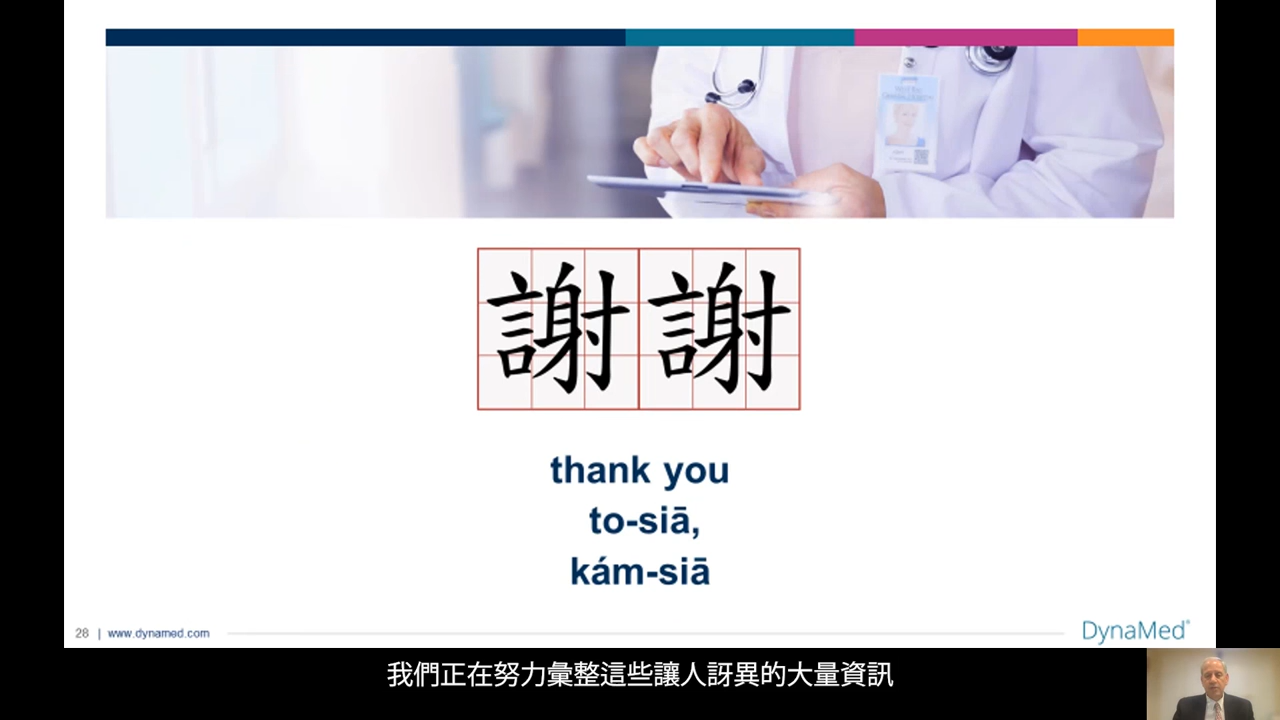 謝謝
thank you
to-siā,
kám-siā
28 | www.dynamed.com
DynaMed®
我們正在努力彙整這些讓人訝異的大量資訊